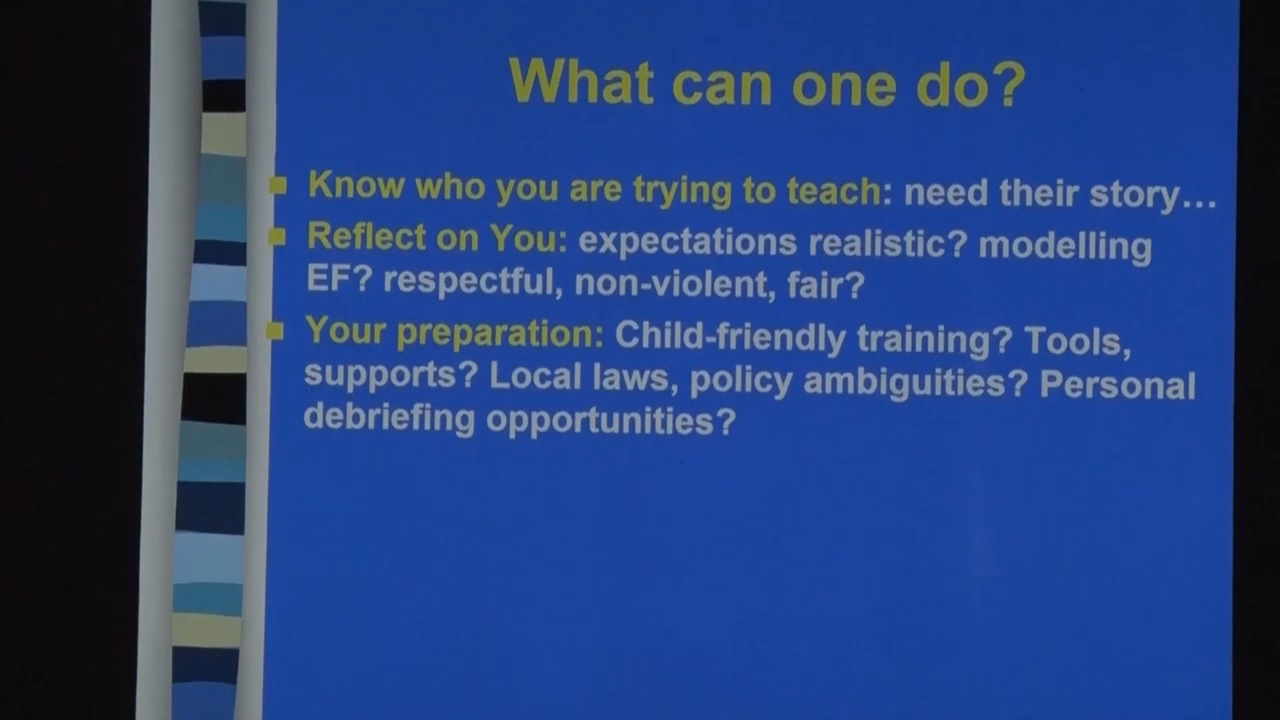 What can one do?
Know who you are trying to teach: need their story…
Reflect on You: expectations realistic? modelling
EF? respectful, non-violent, fair?
Your preparation: Child-friendly training? Tools,
supports? Local laws, policy ambiguities? Personal
debriefing opportunities?